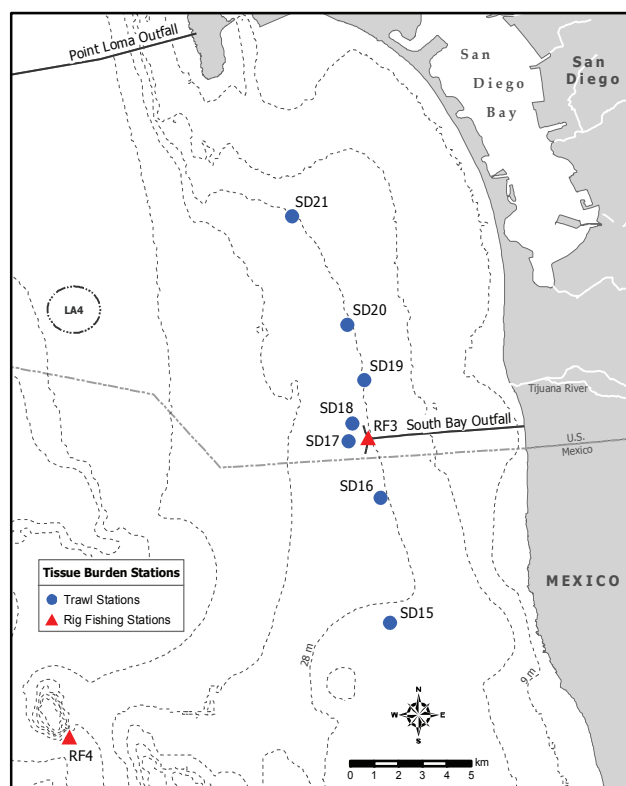 Point Loma Outfall
San
Diego
Bay
San
Diego
SD21
LA4
SD20
SD19
Tijuana River
SD18
RF3
South Bay Outfall
SD17
U.S.
Mexico
SD16
Tissue Burden Stations
Trawl Stations
Rig Fishing Stations
MEXICO
SD15
28 m
9 m
N
W E
S
RF4
km
0 1 2 3 4 5